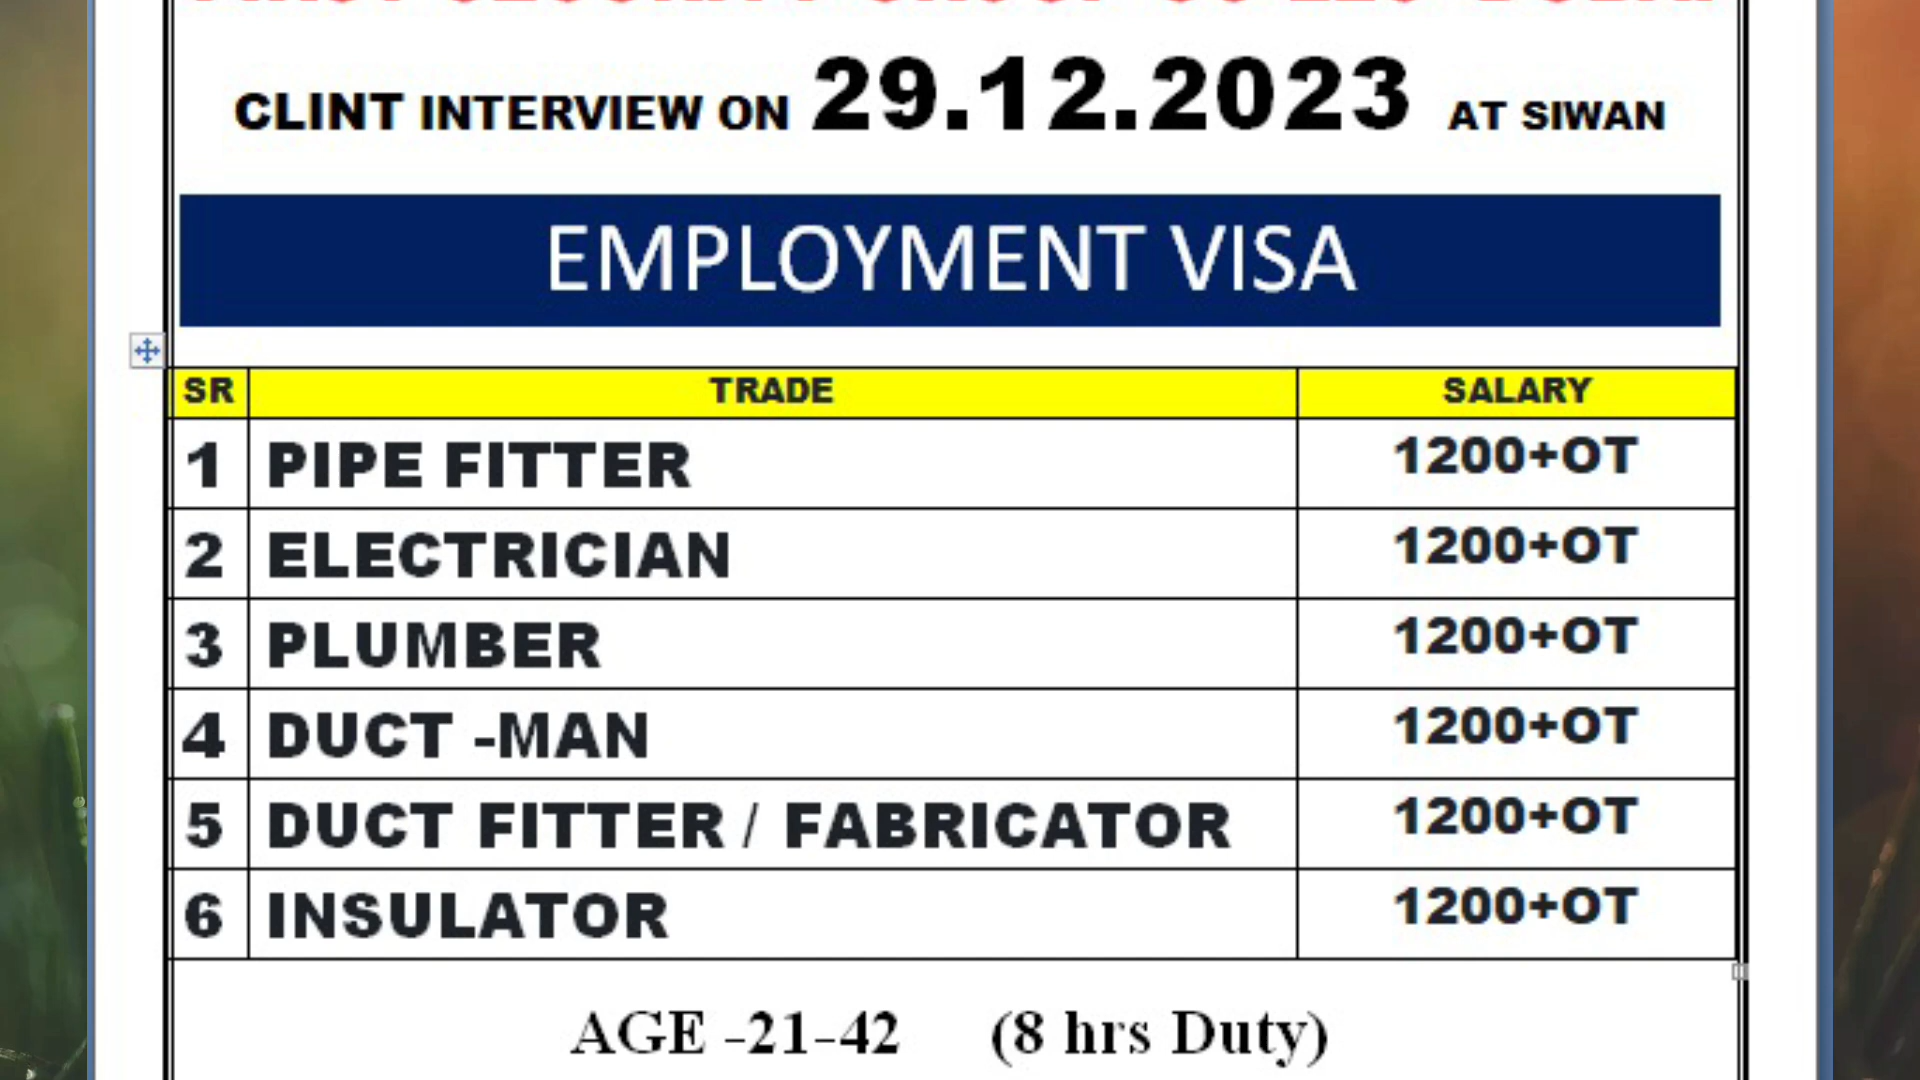 CLINT INTERVIEW ON 29.12.2023 AT SIWAN
EMPLOYMENT VISA
SR TRADE SALARY
1 PIPE FITTER 1200+OT
2 ELECTRICIAN 1200+OT
3 PLUMBER 1200+OT
4 DUCT -MAN 1200+OT
5 DUCT FITTER / FABRICATOR 1200+OT
6 INSULATOR 1200+OT
AGE -21-42 (8 hrs Duty)